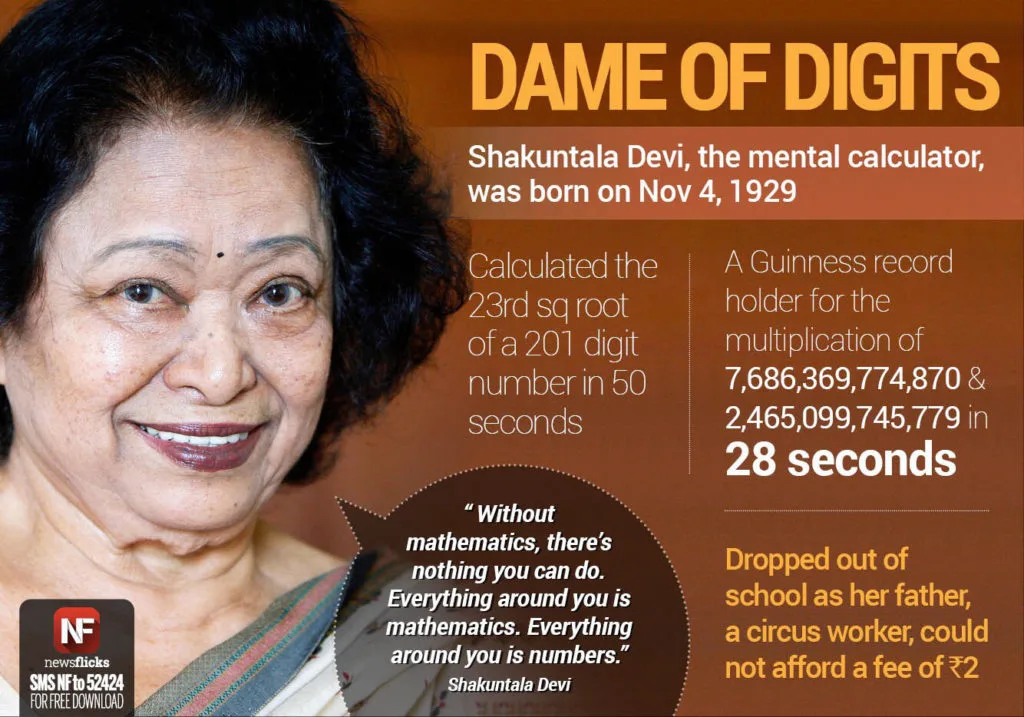 DAME OF DIGITS
Shakuntala Devi, the mental calculator,
was born on Nov 4, 1929
Calculated the
23rd sq root
of a 201 digit
number in 50
seconds
A Guinness record
holder for the
multiplication of
7,686,369,774,870 &
2,465,099,745,779 in
28 seconds
Dropped out of
school as her father,
a circus worker, could
not afford a fee of ₹2
“ Without
mathematics, there's
nothing you can do.
Everything around you is
mathematics. Everything
around you is numbers.”
Shakuntala Devi
NF
newsflicks
SMS NF to 52424
FOR FREE DOWNLOAD